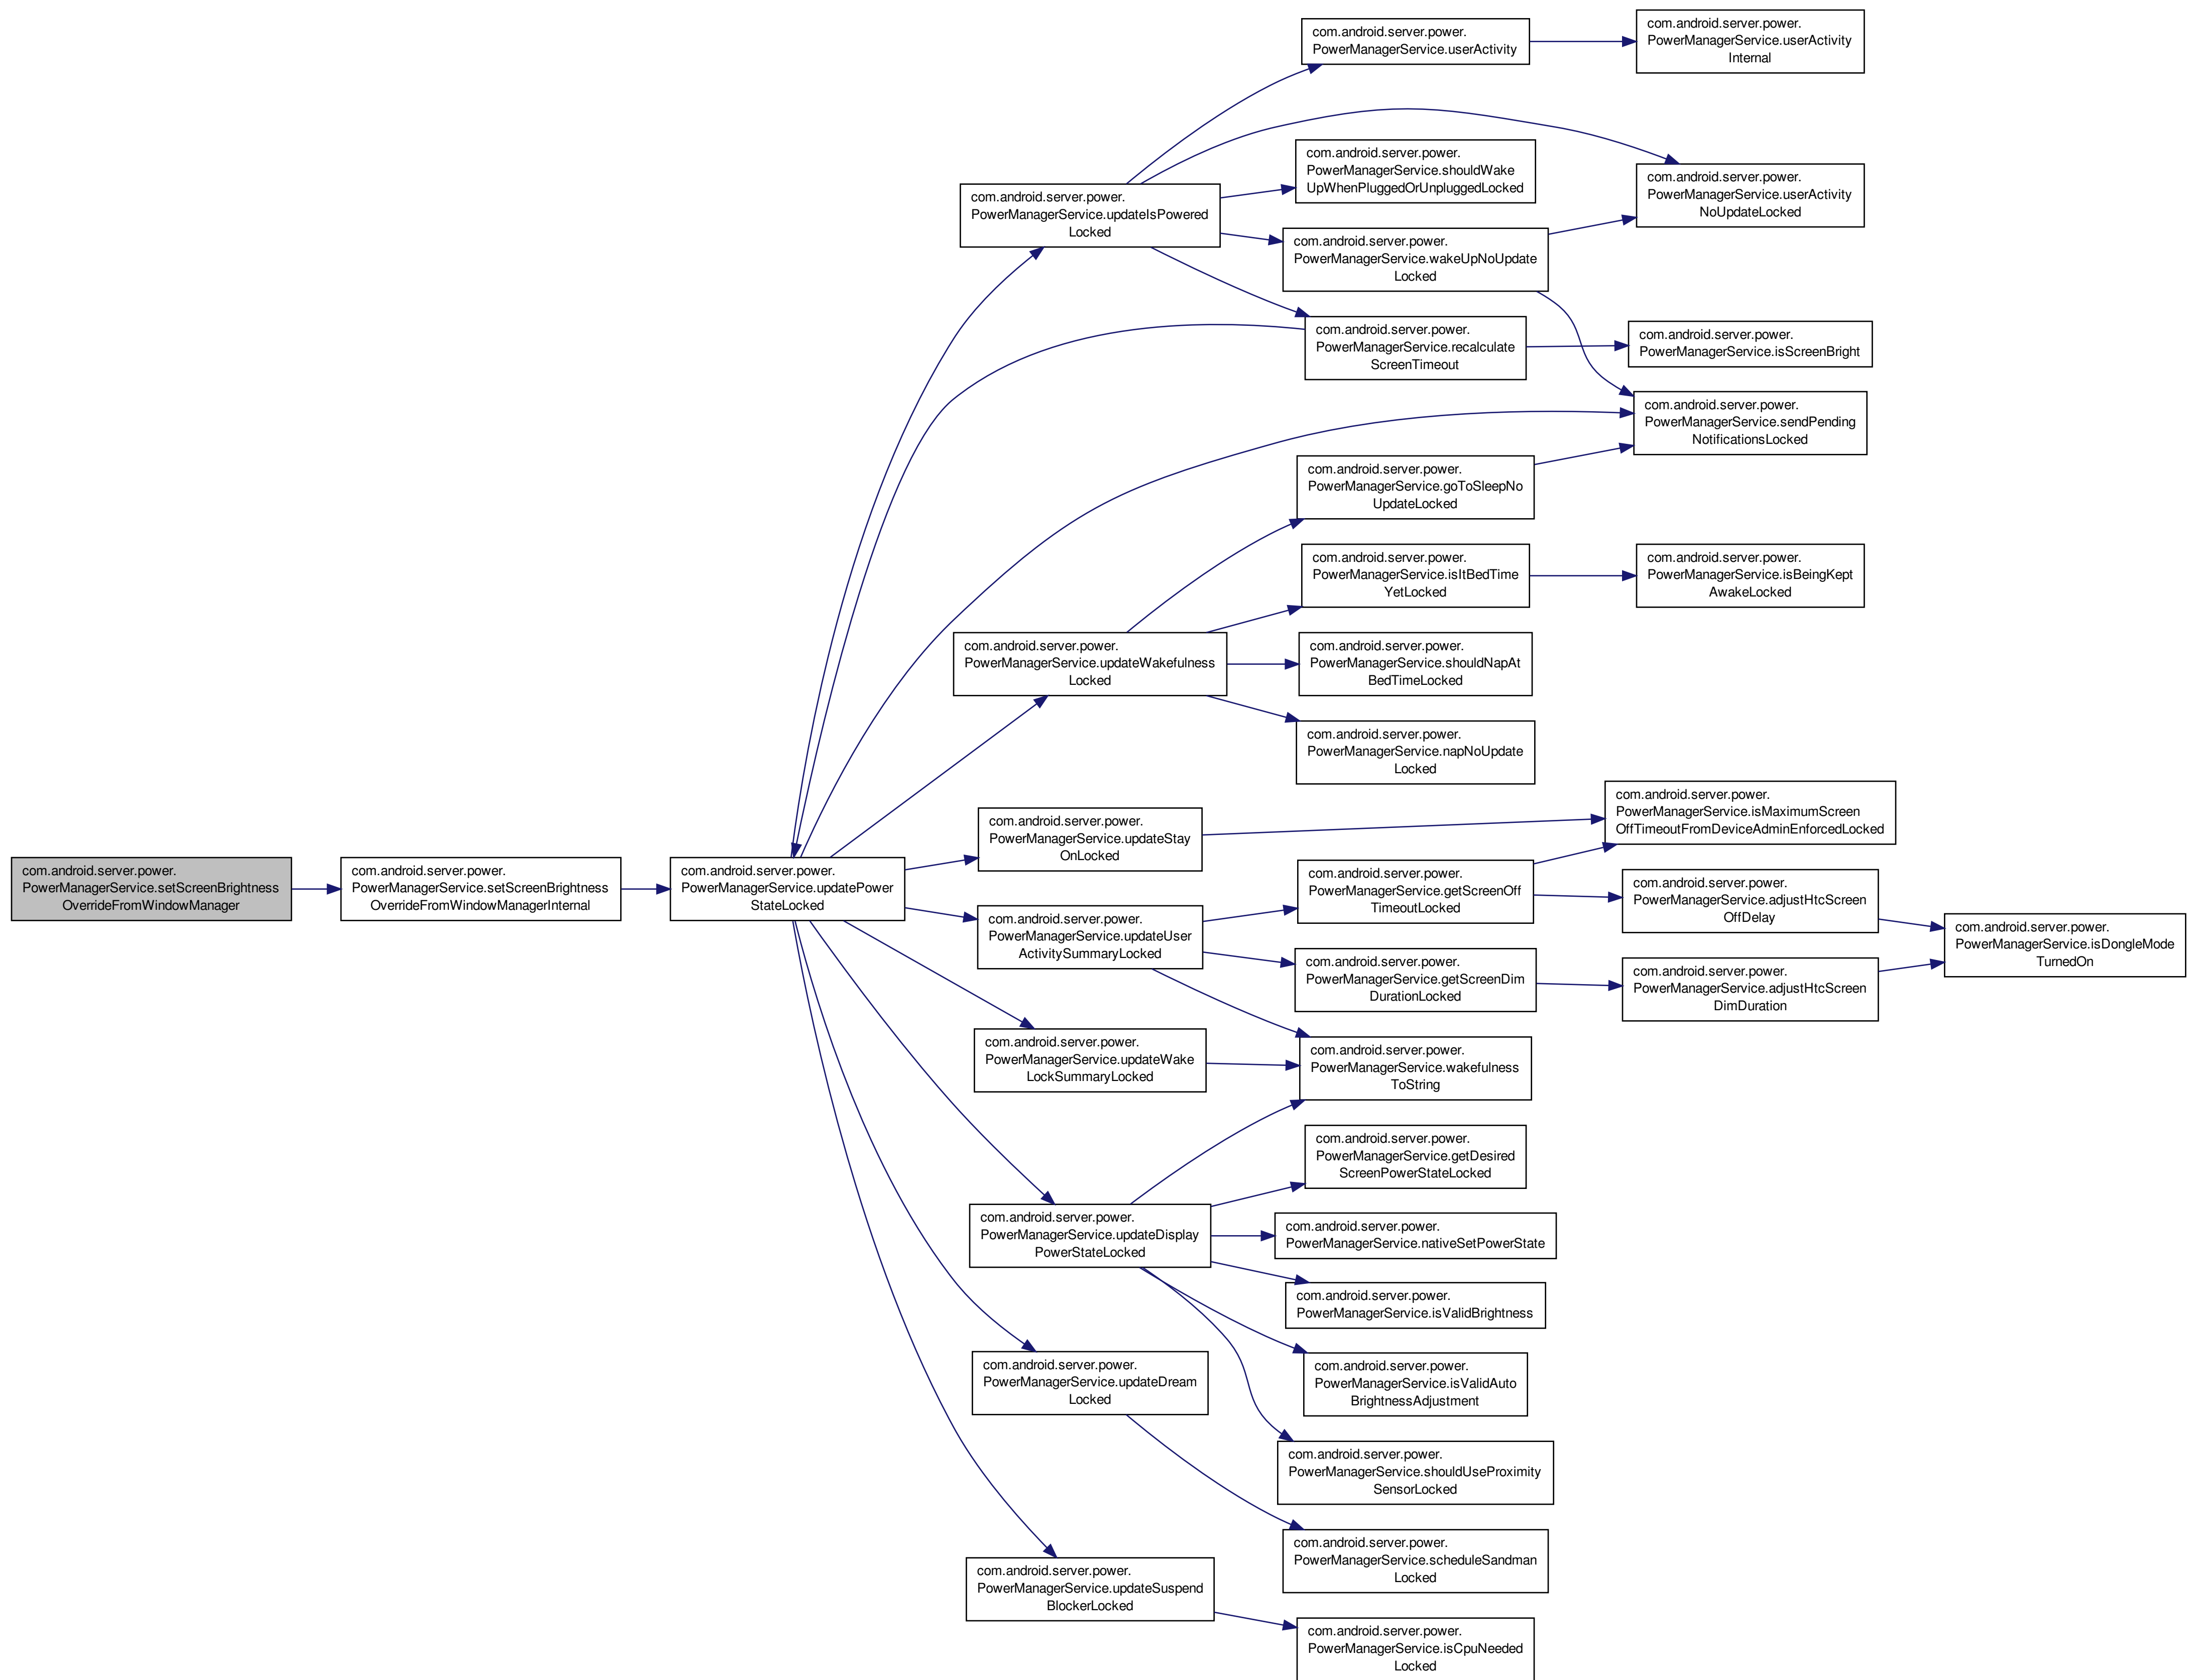 com.android.server.power.
PowerManagerService.userActivity
com.android.server.power.
PowerManagerService.userActivity
Internal
com.android.server.power.
PowerManagerService.shouldWake
UpWhenPluggedOrUnpluggedLocked
com.android.server.power.
PowerManagerService.userActivity
NoUpdateLocked
com.android.server.power.
PowerManagerService.updateIsPowered
Locked
com.android.server.power.
PowerManagerService.wakeUpNoUpdate
Locked
com.android.server.power.
PowerManagerService.recalculate
ScreenTimeout
com.android.server.power.
PowerManagerService.isScreenBright
com.android.server.power.
PowerManagerService.sendPending
NotificationsLocked
com.android.server.power.
PowerManagerService.goToSleepNo
UpdateLocked
com.android.server.power.
PowerManagerService.isItBedTime
YetLocked
com.android.server.power.
PowerManagerService.isBeingKept
AwakeLocked
com.android.server.power.
PowerManagerService.updateWakefulness
Locked
com.android.server.power.
PowerManagerService.shouldNapAt
BedTimeLocked
com.android.server.power.
PowerManagerService.napNoUpdate
Locked
com.android.server.power.
PowerManagerService.isMaximumScreen
OffTimeoutFromDeviceAdminEnforcedLocked
com.android.server.power.
PowerManagerService.updateStay
OnLocked
com.android.server.power.
PowerManagerService.setScreenBrightness
OverrideFromWindowManager
com.android.server.power.
PowerManagerService.setScreenBrightness
OverrideFromWindowManagerInternal
com.android.server.power.
PowerManagerService.updatePower
StateLocked
com.android.server.power.
PowerManagerService.getScreenOff
TimeoutLocked
com.android.server.power.
PowerManagerService.adjustHtcScreen
OffDelay
com.android.server.power.
PowerManagerService.updateUser
ActivitySummaryLocked
com.android.server.power.
PowerManagerService.isDongleMode
TurnedOn
com.android.server.power.
PowerManagerService.getScreenDim
DurationLocked
com.android.server.power.
PowerManagerService.adjustHtcScreen
DimDuration
com.android.server.power.
PowerManagerService.updateWake
LockSummaryLocked
com.android.server.power.
PowerManagerService.wakefulness
ToString
com.android.server.power.
PowerManagerService.getDesired
ScreenPowerStateLocked
com.android.server.power.
PowerManagerService.updateDisplay
PowerStateLocked
com.android.server.power.
PowerManagerService.nativeSetPowerState
com.android.server.power.
PowerManagerService.isValidBrightness
com.android.server.power.
PowerManagerService.updateDream
Locked
com.android.server.power.
PowerManagerService.isValidAuto
BrightnessAdjustment
com.android.server.power.
PowerManagerService.shouldUseProximity
SensorLocked
com.android.server.power.
PowerManagerService.scheduleSandman
Locked
com.android.server.power.
PowerManagerService.updateSuspend
BlockerLocked
com.android.server.power.
PowerManagerService.isCpuNeeded
Locked